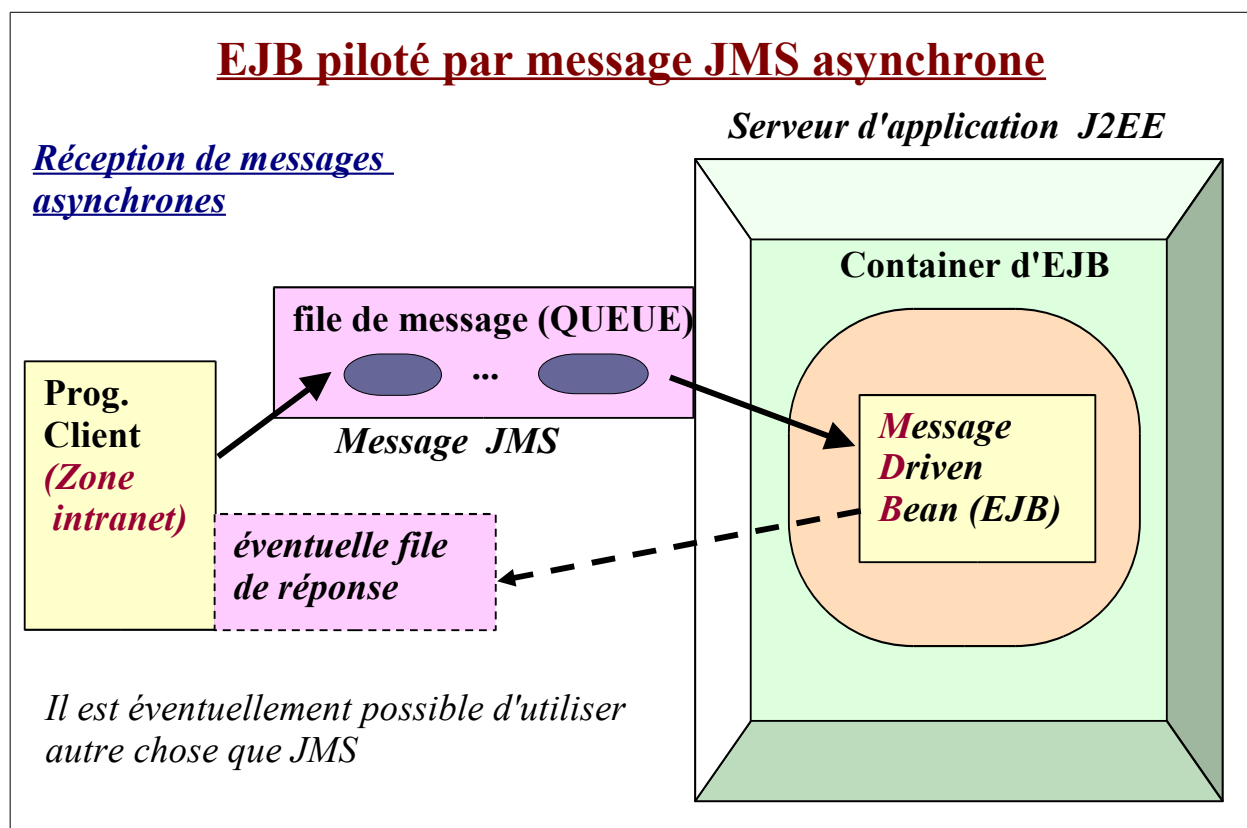 EJB piloté par message JMS asynchrone
Serveur d'application J2EE
Réception de messages
asynchrones
Container d'EJB
file de message (QUEUE)
...
Message JMS
Prog.
Client
(Zone
intranet)
Message
Driven
Bean (EJB)
éventuelle file
de réponse
Il est éventuellement possible d'utiliser
autre chose que JMS